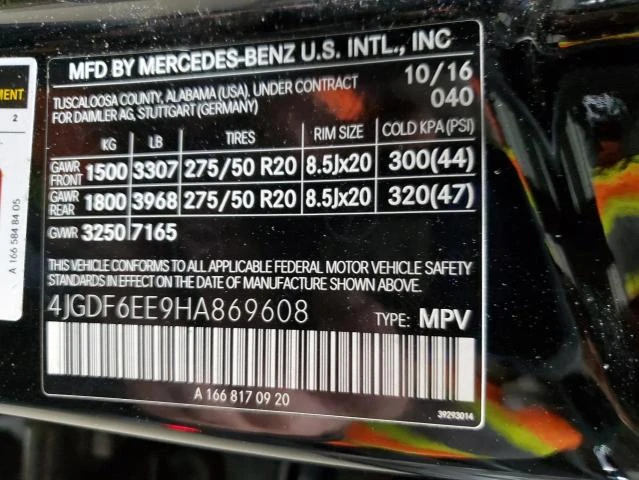 MFD BY MERCEDES-BENZ U.S. INTL., INC
TUSCALOOSA COUNTY, ALABAMA (USA), UNDER CONTRACT 10/16
FOR DAIMLER AG, STUTTGART (GERMANY) 040
KG LB TIRES RIM SIZE COLD KPA (PSI)
GAWR FRONT 1500 3307 275/50 R20 8.5Jx20 300(44)
GAWR REAR 1800 3968 275/50 R20 8.5Jx20 320(47)
GVWR 3250 7165
THIS VEHICLE CONFORMS TO ALL APPLICABLE FEDERAL MOTOR VEHICLE SAFETY
STANDARDS IN EFFECT ON THE DATE OF MANUFACTURE SHOWN ABOVE.
4JGDF6EE9HA869608 TYPE: MPV
A 166 817 09 20
39293014
MENT
2
A 166 584 84 05